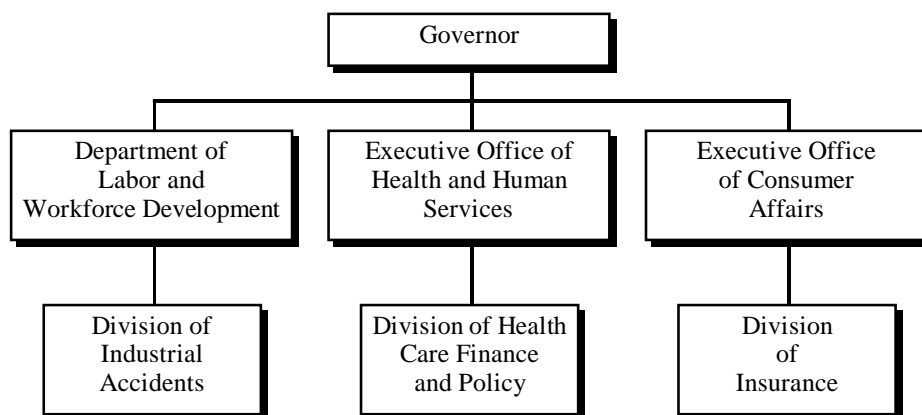 Governor
Department of
Labor and
Workforce Development
Executive Office of
Health and Human
Services
Executive Office
of Consumer
Affairs
Division of
Industrial
Accidents
Division of Health
Care Finance
and Policy
Division
of
Insurance